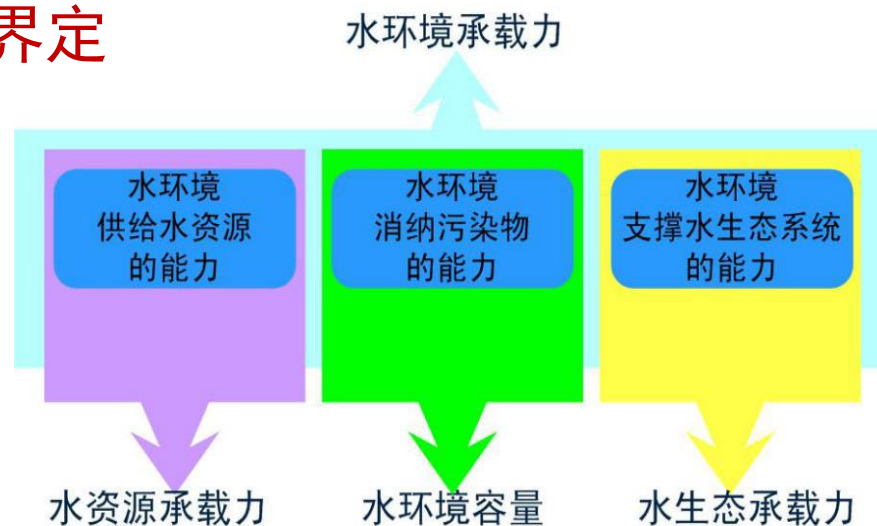 界定
水环境承载力
水环境
供给水资源
的能力
水环境
消纳污染物
的能力
水环境
支撑水生态系统
的能力
水资源承载力
水环境容量
水生态承载力